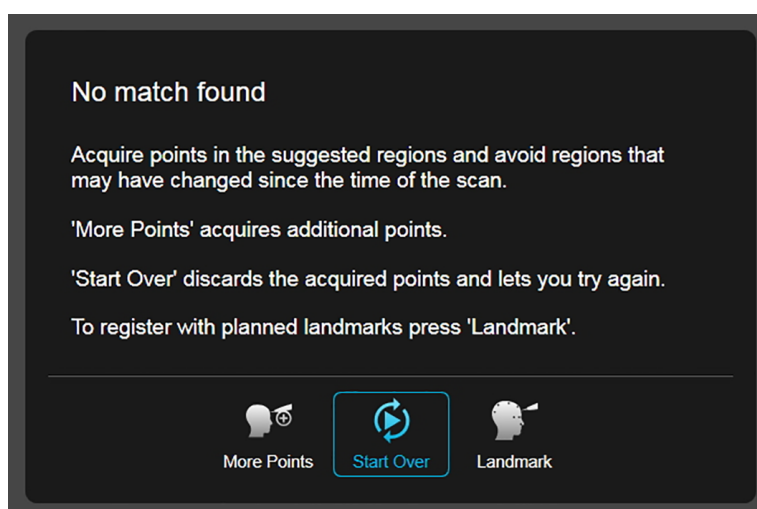 No match found
Acquire points in the suggested regions and avoid regions that
may have changed since the time of the scan.
'More Points' acquires additional points.
'Start Over' discards the acquired points and lets you try again.
To register with planned landmarks press 'Landmark'.
More Points Start Over Landmark